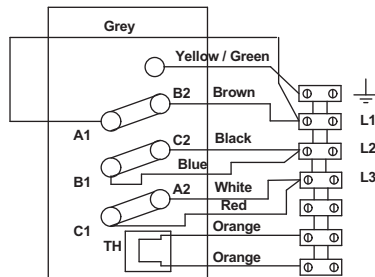 Grey
Yellow / Green
B2 Brown
A1
L1
C2 Black
L2
Blue
B1
A2 White
L3
Red
C1
TH Orange
Orange